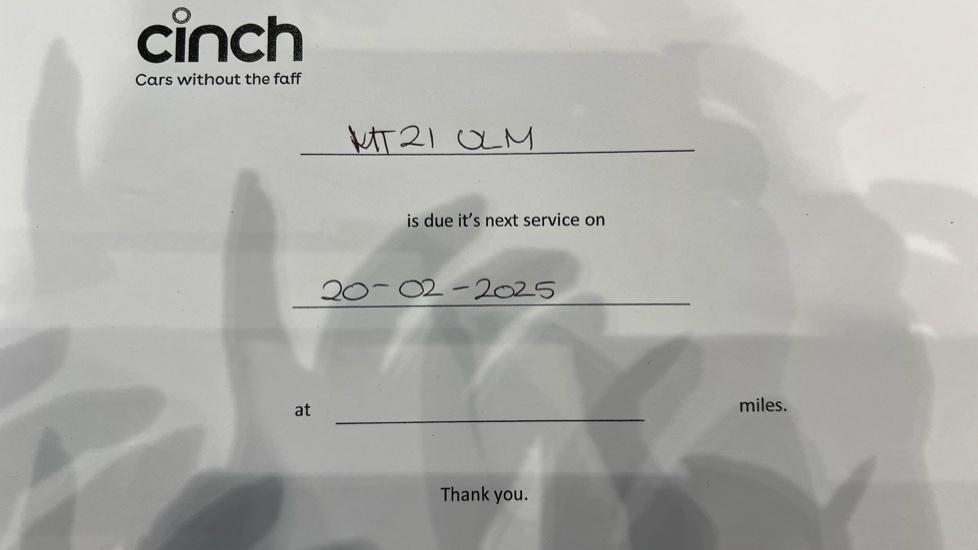 cinch
Cars without the faff
MT21 ULM
is due it's next service on
20-02-2025
at miles.
Thank you.